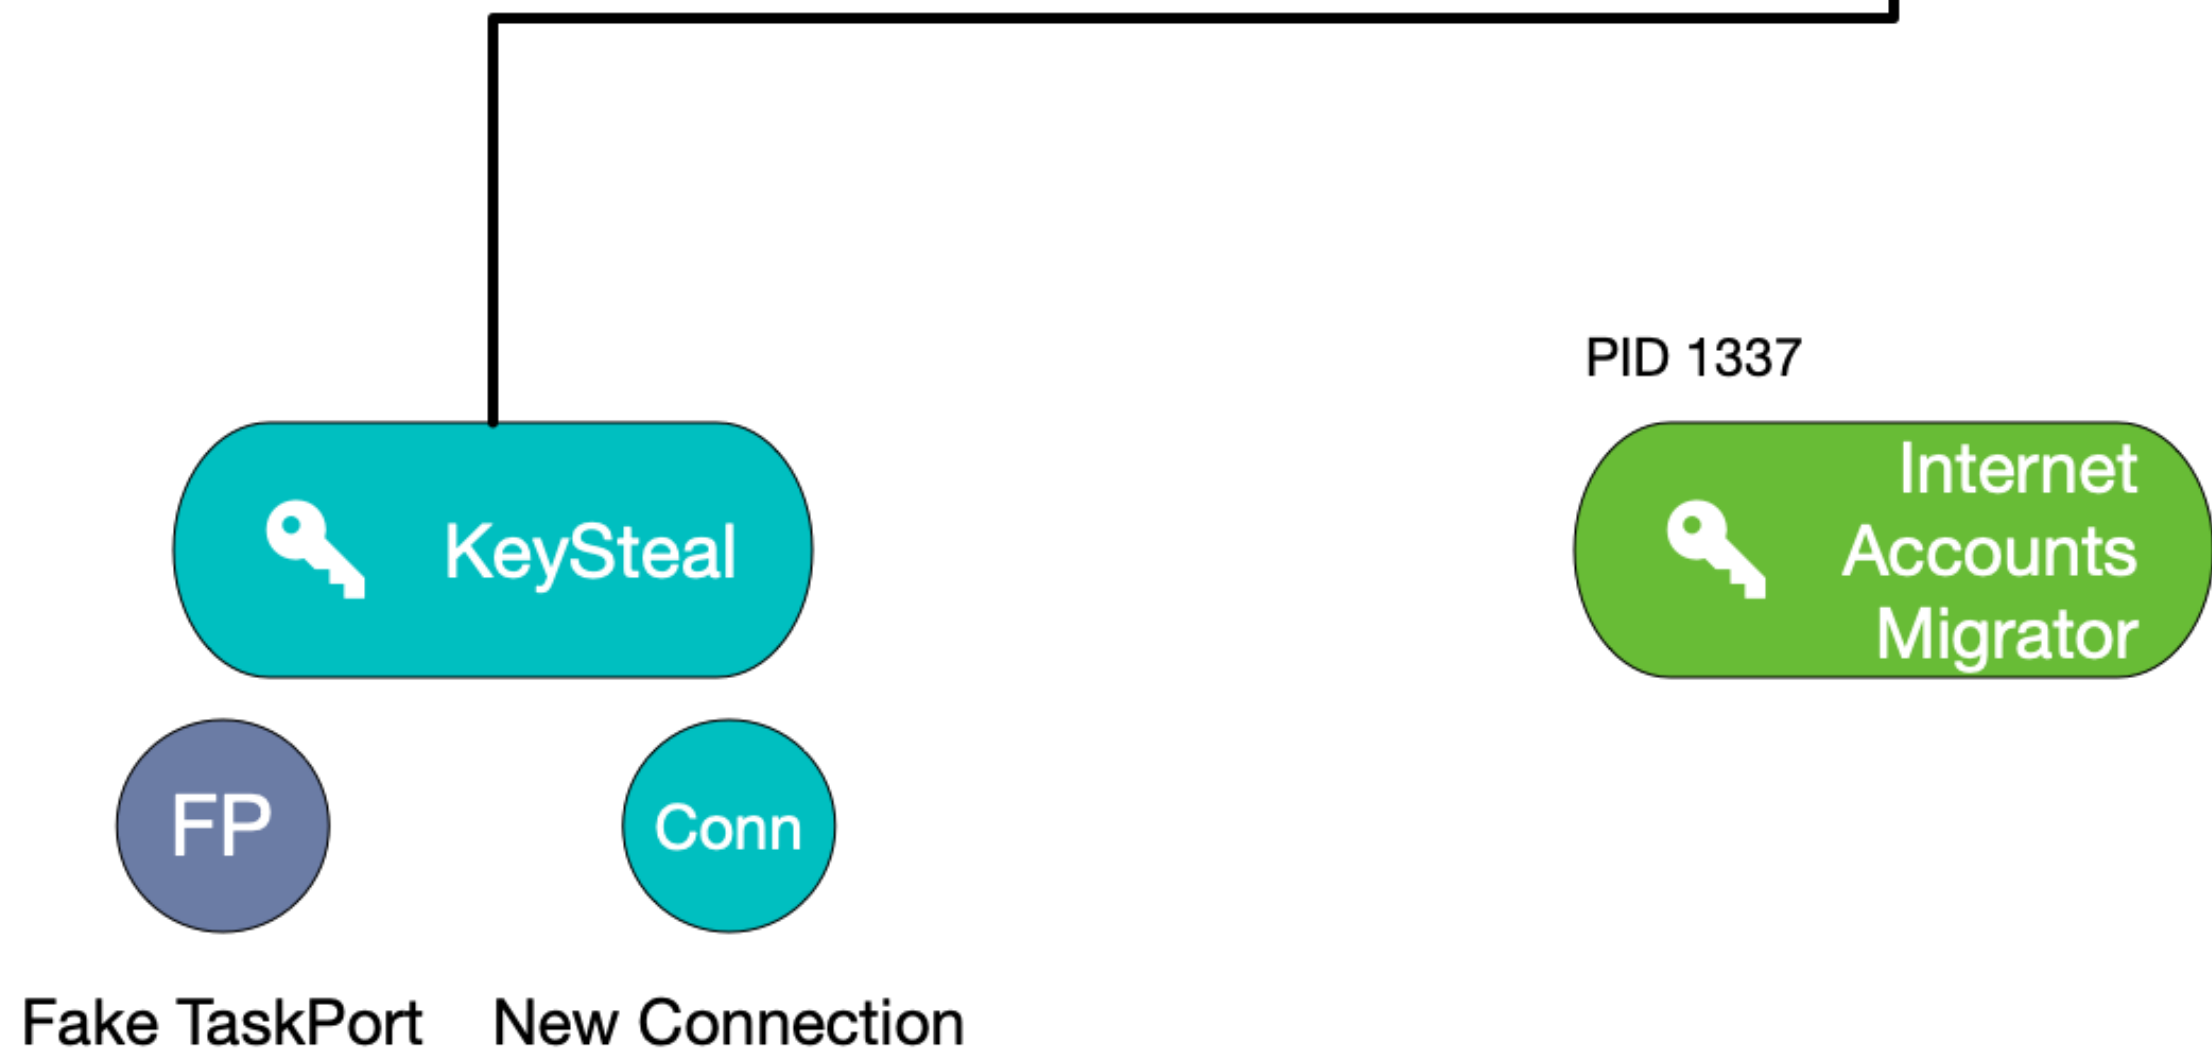 PID 1337
KeySteal
Internet
Accounts
Migrator
FP
Conn
Fake TaskPort
New Connection